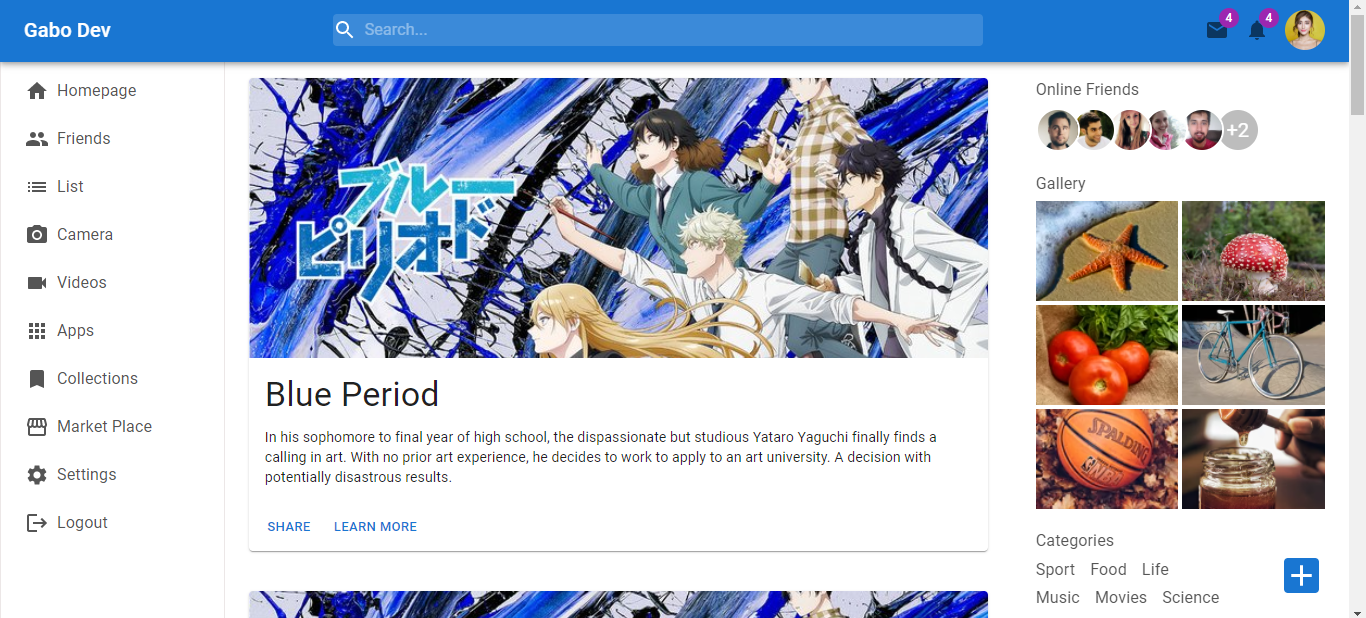 Gabo Dev
Search...
4
4
Homepage
Friends
List
Camera
Videos
Apps
Collections
Market Place
Settings
Logout
ブルー
ピリオド
Blue Period
In his sophomore to final year of high school, the dispassionate but studious Yataro Yaguchi finally finds a
calling in art. With no prior art experience, he decides to work to apply to an art university. A decision with
potentially disastrous results.
SHARE LEARN MORE
Online Friends
+2
Gallery
SPALDING
Categories
Sport Food Life
Music Movies Science